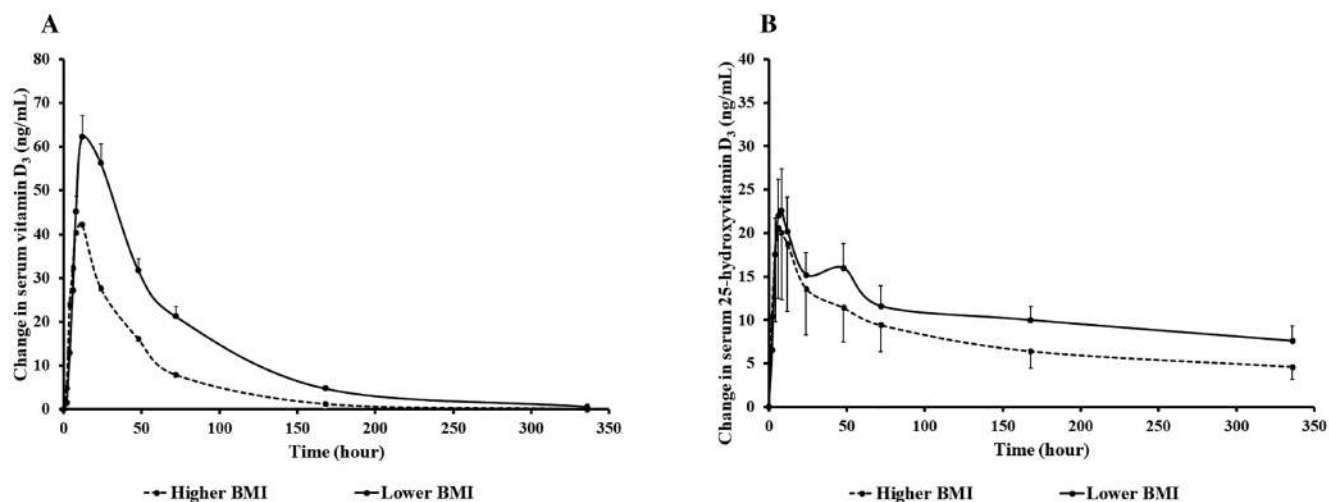 A
Change in serum vitamin D₃ (ng/mL)
80
70
60
50
40
30
20
10
0
0 50 100 150 200 250 300 350
Time (hour)
Higher BMI Lower BMI
B
Change in serum 25-hydroxyvitamin D₃ (ng/mL)
40
35
30
25
20
15
10
5
0
0 50 100 150 200 250 300 350
Time (hour)
Higher BMI Lower BMI